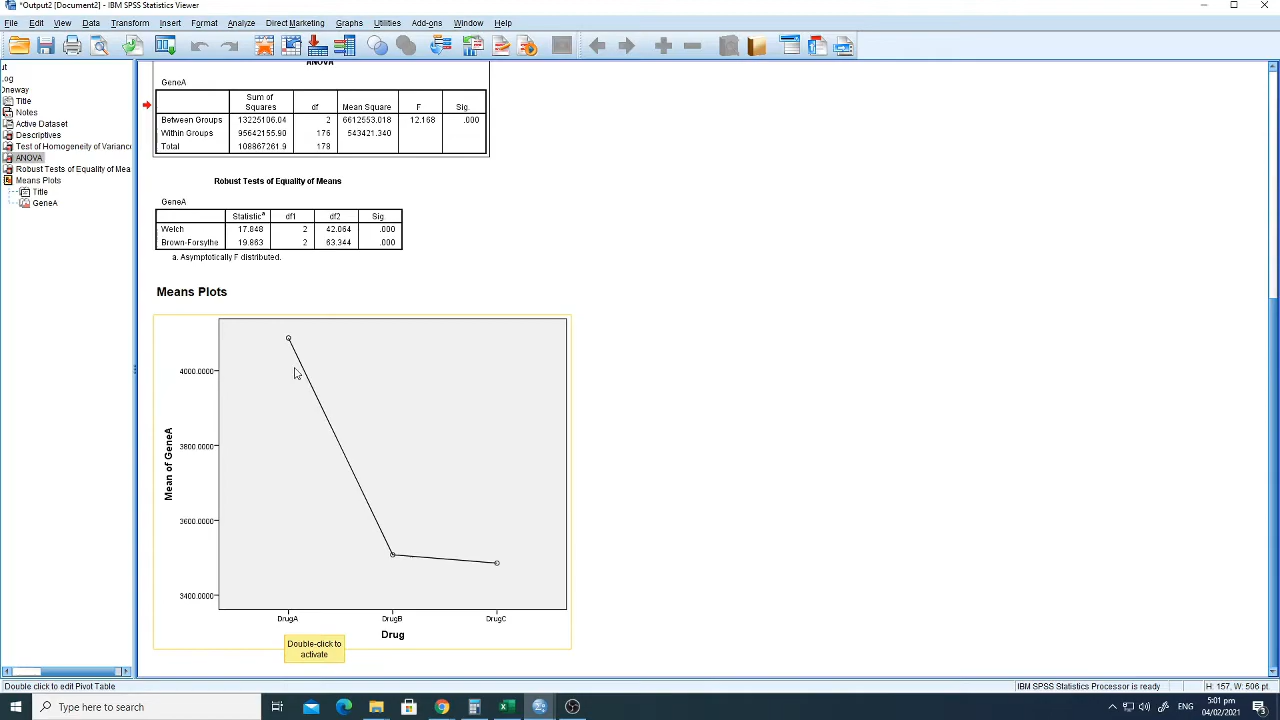 *Output2 [Document2] - IBM SPSS Statistics Viewer
File Edit View Data Transform Insert Format Analyze Direct Marketing Graphs Utilities Add-ons Window Help
ut
.og
Oneway
Title
Notes
Active Dataset
Descriptives
Test of Homogeneity of Variance
ANOVA
Robust Tests of Equality of Mea
Means Plots
Title
GeneA
ANOVA
GeneA
Sum of Squares df Mean Square F Sig.
Between Groups 13225106.04 2 6612553.018 12.168 .000
Within Groups 95642155.90 176 543421.340
Total 108867261.9 178
Robust Tests of Equality of Means
GeneA
Statistic^a df1 df2 Sig.
Welch 17.848 2 42.064 .000
Brown-Forsythe 19.863 2 63.344 .000
a. Asymptotically F distributed.
Means Plots
Mean of GeneA
4000.0000
3800.0000
3600.0000
3400.0000
DrugA DrugB DrugC
Drug
Double-click to
activate
Double click to edit Pivot Table
IBM SPSS Statistics Processor is ready
H: 157, W: 506 pt
Type here to search
ENG
5:01 pm
04/02/2021